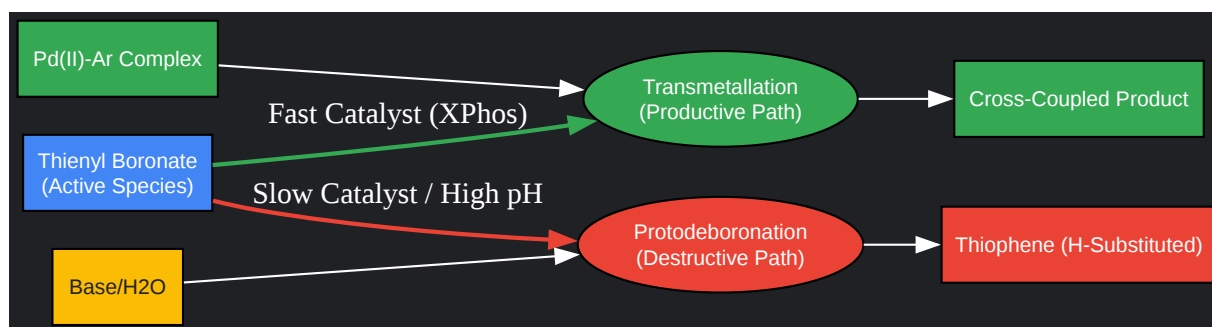 Pd(II)-Ar Complex
Transmetallation
(Productive Path)
Cross-Coupled Product
Fast Catalyst (XPhos)
Thienyl Boronate
(Active Species)
Slow Catalyst / High pH
Protodeboronation
(Destructive Path)
Thiophene (H-Substituted)
Base/H2O